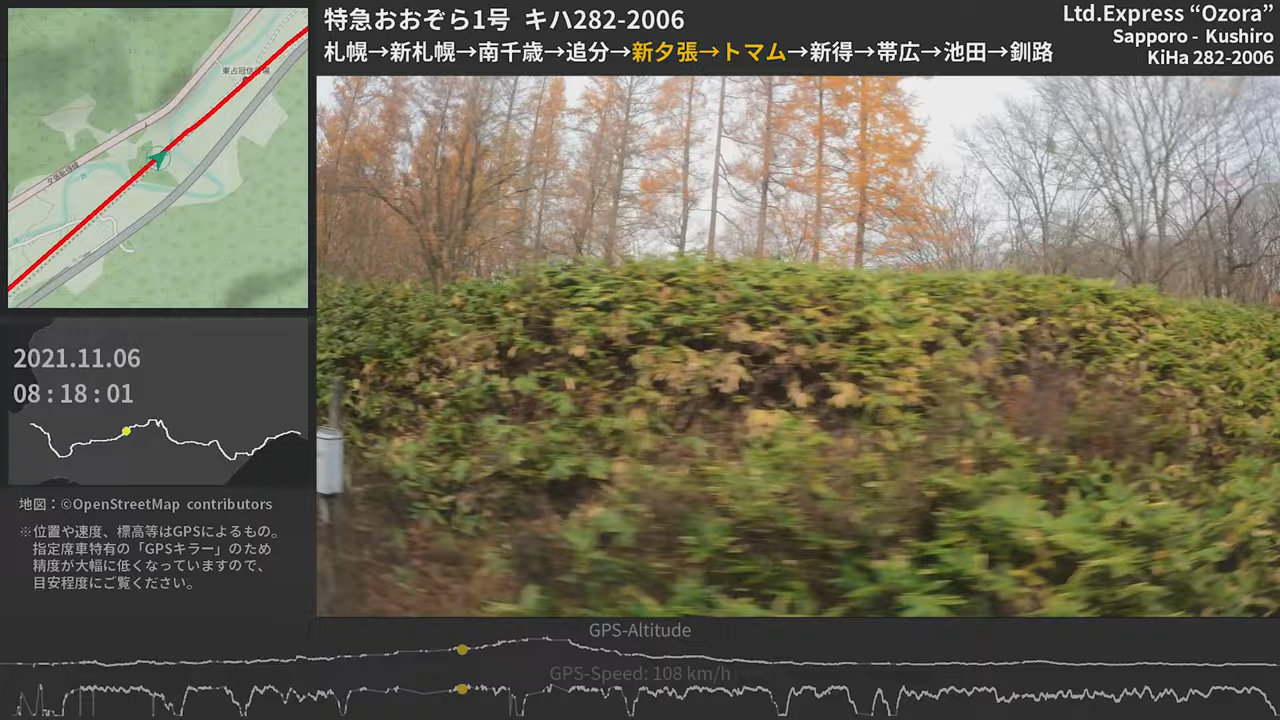 特急おおぞら1号 キハ282-2006
札幌→新札幌→南千歳→追分→新夕張→トマム→新得→帯広→池田→釧路
Ltd.Express “Ozora”
Sapporo - Kushiro
KiHa 282-2006
東占冠信号場
2021.11.06
08 : 18 : 01
地図：©OpenStreetMap contributors
※位置や速度、標高等はGPSによるもの。
指定席車特有の「GPSキラー」のため
精度が大幅に低くなっていますので、
目安程度にご覧ください。
GPS-Altitude
GPS-Speed: 108 km/h